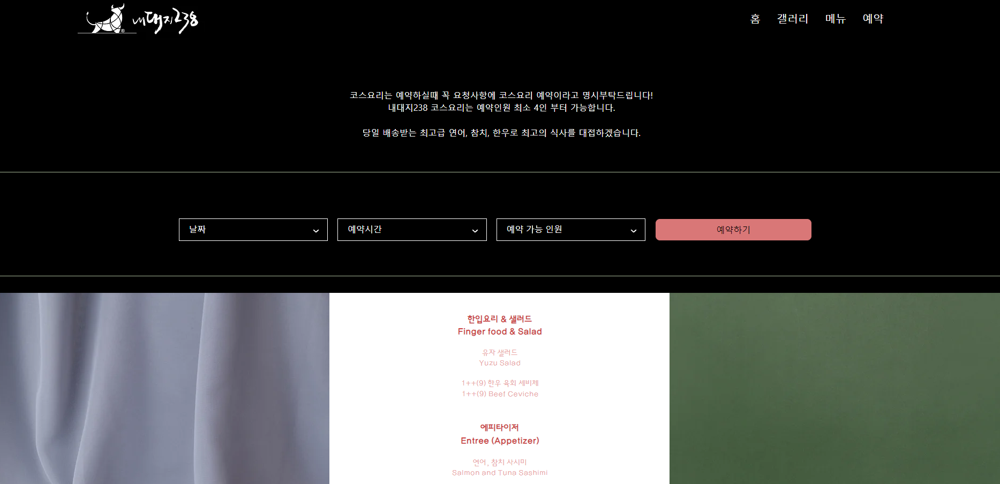 내대지238
®
홈 갤러리 메뉴 예약
코스요리는 예약하실때 꼭 요청사항에 코스요리 예약이라고 명시부탁드립니다!
내대지238 코스요리는 예약인원 최소 4인 부터 가능합니다.
당일 배송받는 최고급 연어, 참치, 한우로 최고의 식사를 대접하겠습니다.
날짜 예약시간 예약 가능 인원 예약하기
한입요리 & 샐러드
Finger food & Salad
유자 샐러드
Yuzu Salad
1++(9) 한우 육회 세비체
1++(9) Beef Ceviche
에피타이저
Entree (Appetizer)
연어, 참치 사시미
Salmon and Tuna Sashimi